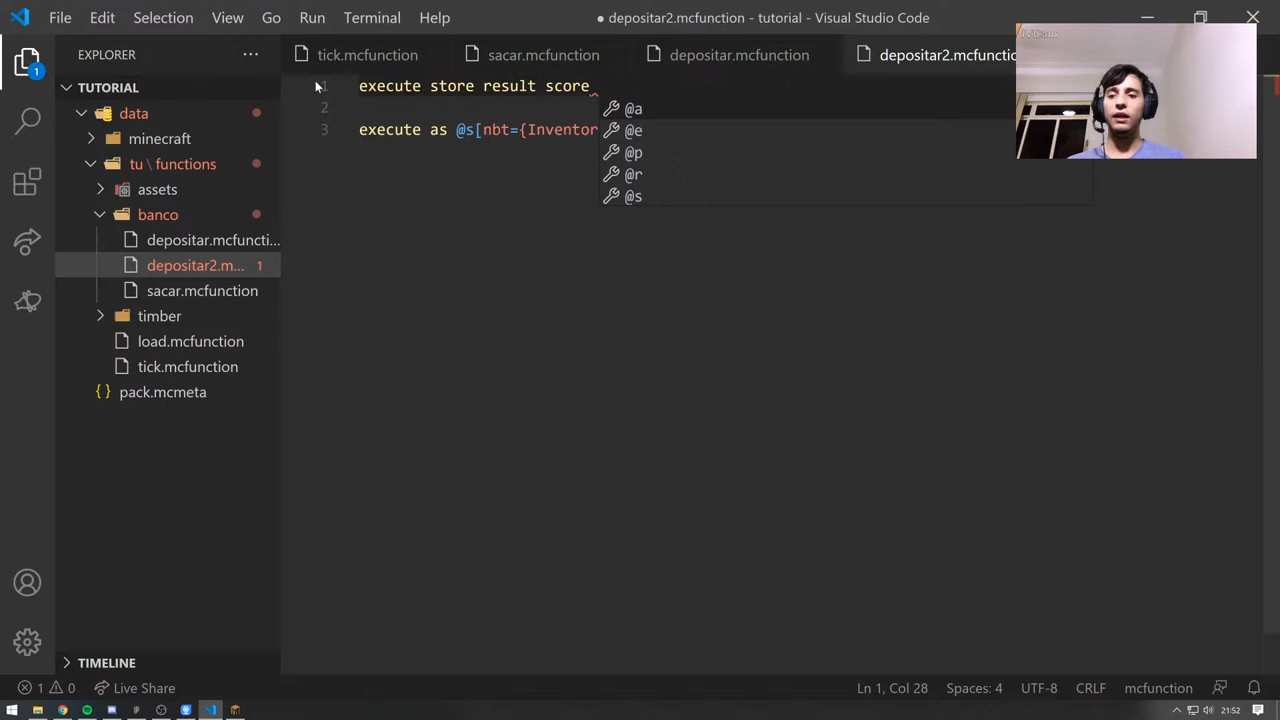 File Edit Selection View Go Run Terminal Help
● depositar2.mcfunction - tutorial - Visual Studio Code
iVCam
EXPLORER
TUTORIAL
data
minecraft
tu \ functions
assets
banco
depositar.mcfuncti...
depositar2.m... 1
sacar.mcfunction
timber
load.mcfunction
tick.mcfunction
pack.mcmeta
TIMELINE
1
tick.mcfunction sacar.mcfunction depositar.mcfunction depositar2.mcfunctio
1 execute store result score
2
3 execute as @s[nbt={Inventor
@a
@e
@p
@r
@s
1 0 Live Share Ln 1, Col 28 Spaces: 4 UTF-8 CRLF mcfunction
21:52